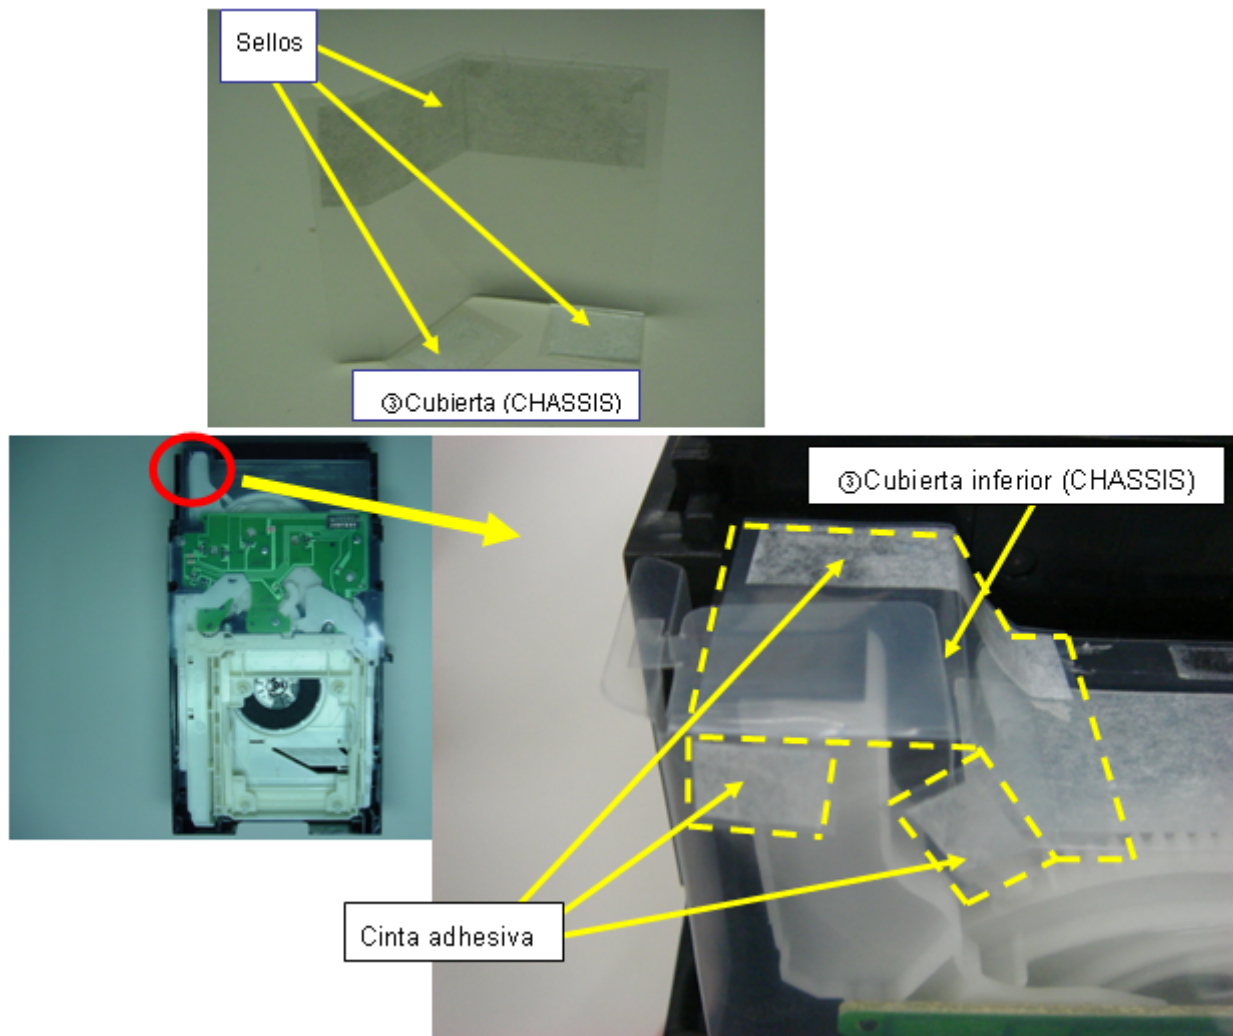 Sellos
③Cubierta (CHASSIS)
③Cubierta inferior (CHASSIS)
Cinta adhesiva